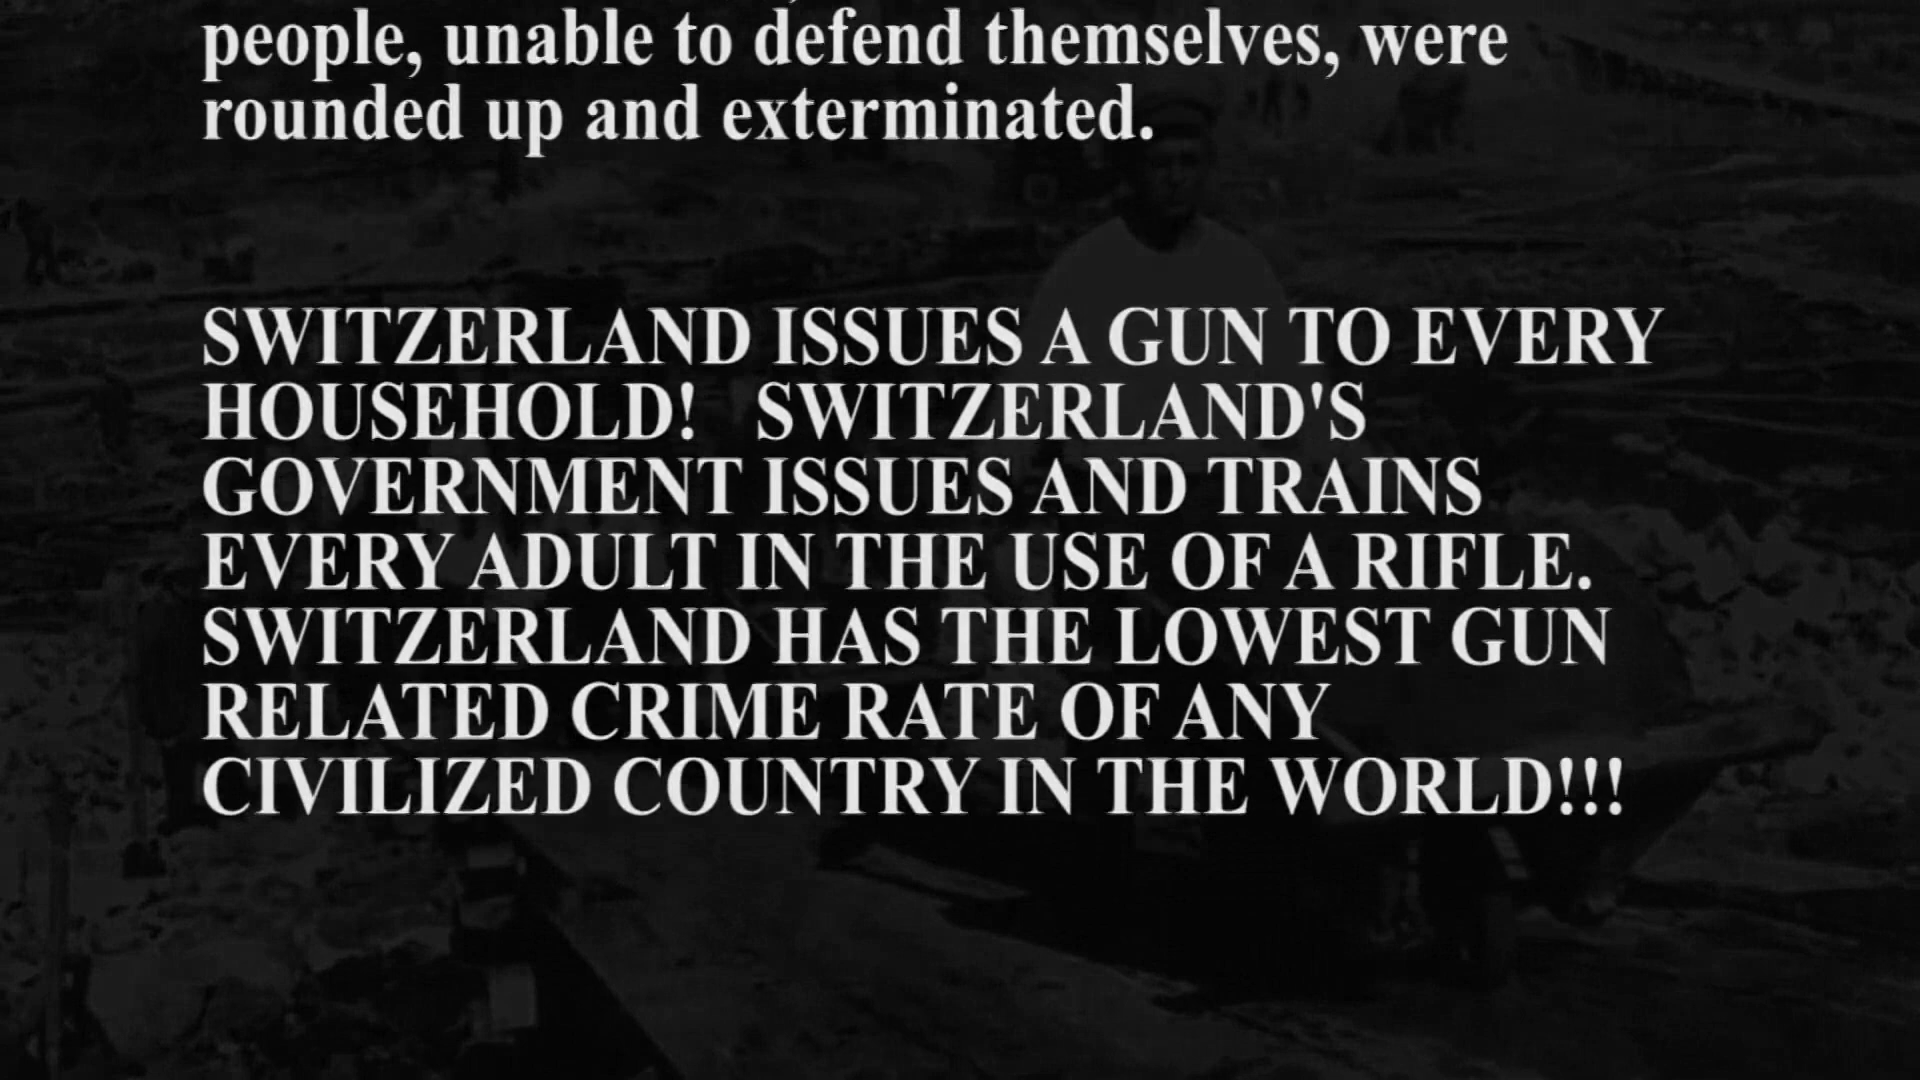 people, unable to defend themselves, were
rounded up and exterminated.
SWITZERLAND ISSUES A GUN TO EVERY
HOUSEHOLD! SWITZERLAND'S
GOVERNMENT ISSUES AND TRAINS
EVERY ADULT IN THE USE OF A RIFLE.
SWITZERLAND HAS THE LOWEST GUN
RELATED CRIME RATE OF ANY
CIVILIZED COUNTRY IN THE WORLD!!!